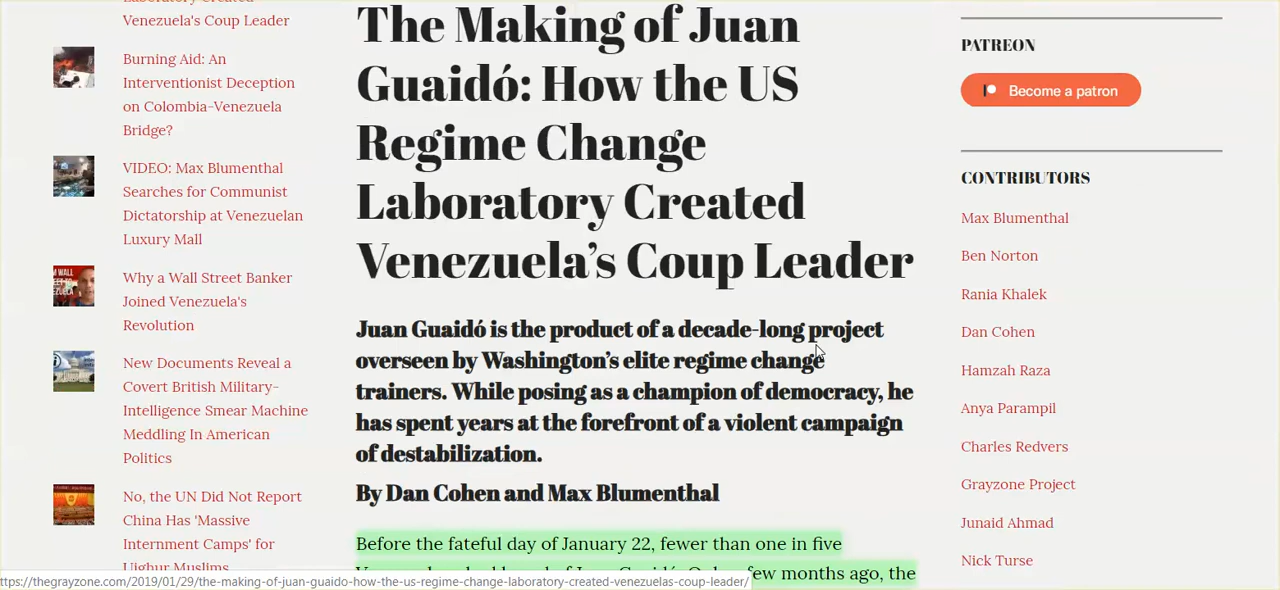 Venezuela's Coup Leader
Burning Aid: An
Interventionist Deception
on Colombia-Venezuela
Bridge?
VIDEO: Max Blumenthal
Searches for Communist
Dictatorship at Venezuelan
Luxury Mall
Why a Wall Street Banker
Joined Venezuela's
Revolution
New Documents Reveal a
Covert British Military-
Intelligence Smear Machine
Meddling In American
Politics
No, the UN Did Not Report
China Has 'Massive
Internment Camps' for
Uighur Muslims
The Making of Juan
Guaidó: How the US
Regime Change
Laboratory Created
Venezuela’s Coup Leader
Juan Guaidó is the product of a decade-long project
overseen by Washington’s elite regime change
trainers. While posing as a champion of democracy, he
has spent years at the forefront of a violent campaign
of destabilization.
By Dan Cohen and Max Blumenthal
Before the fateful day of January 22, fewer than one in five
few months ago, the
PATREON
Become a patron
CONTRIBUTORS
Max Blumenthal
Ben Norton
Rania Khalek
Dan Cohen
Hamzah Raza
Anya Parampil
Charles Redvers
Grayzone Project
Junaid Ahmad
Nick Turse
ttps://thegrayzone.com/2019/01/29/the-making-of-juan-guaido-how-the-us-regime-change-laboratory-created-venezuelas-coup-leader/